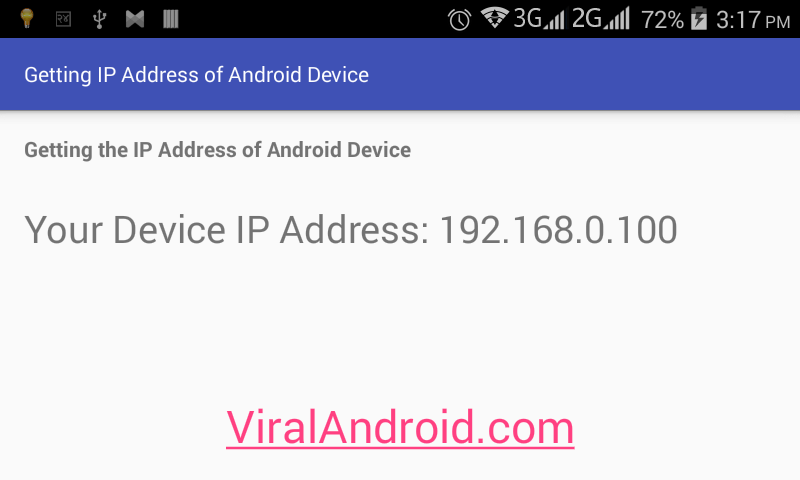 २४ 3G 2G 72% 3:17 PM
Getting IP Address of Android Device
Getting the IP Address of Android Device
Your Device IP Address: 192.168.0.100
ViralAndroid.com